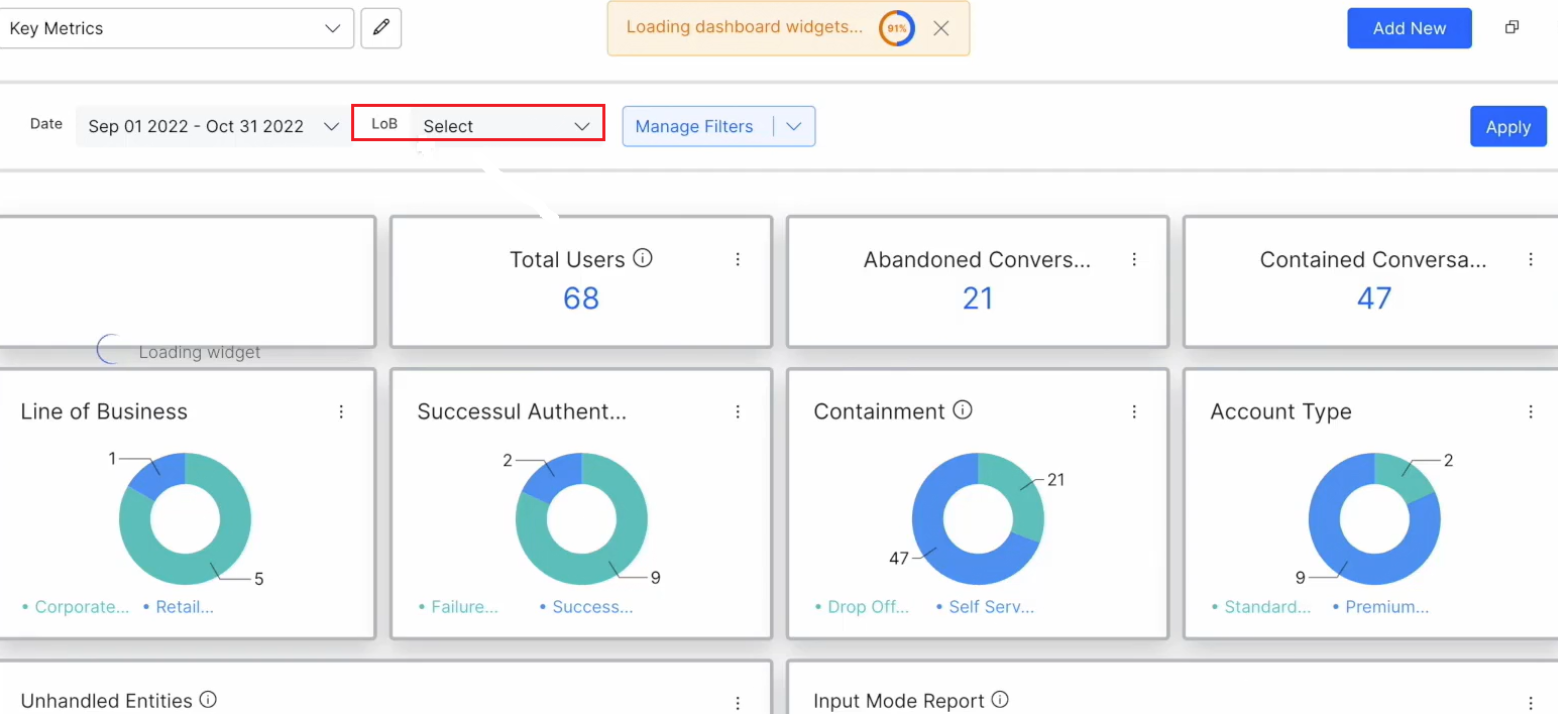 Key Metrics
Loading dashboard widgets...
91%
Add New
Date
Sep 01 2022 - Oct 31 2022
LoB
Select
Manage Filters
Apply
Total Users
68
Abandoned Convers...
21
Contained Conversa...
47
Loading widget
Line of Business
1
5
Corporate...
Retail...
Successul Authent...
2
9
Failure...
Success...
Containment
21
47
Drop Off...
Self Serv...
Account Type
2
9
Standard...
Premium...
Unhandled Entities
Input Mode Report